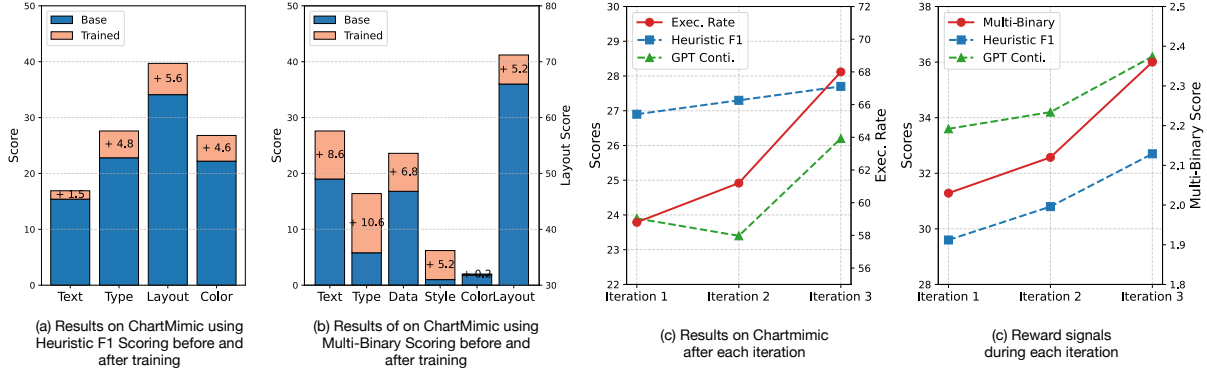 50
40
30
20
10
0
Score
Base
Trained
+ 1.5
+ 4.8
+ 5.6
+ 4.6
Text Type Layout Color
(a) Results on ChartMimic using
Heuristic F1 Scoring before and
after training
50
40
30
20
10
0
Score
Base
Trained
+ 8.6
+ 10.6
+ 6.8
+ 5.2
+ 0.2
+ 5.2
Text Type Data Style Color Layout
80
70
60
50
40
30
Layout Score
(b) Results of on ChartMimic using
Multi-Binary Scoring before and
after training
30
29
28
27
26
25
24
23
22
Scores
Exec. Rate
Heuristic F1
GPT Conti.
Iteration 1 Iteration 2 Iteration 3
72
70
68
66
64
62
60
58
56
Exec. Rate
(c) Results on Chartmimic
after each iteration
38
36
34
32
30
28
Scores
Multi-Binary
Heuristic F1
GPT Conti.
Iteration 1 Iteration 2 Iteration 3
2.5
2.4
2.3
2.2
2.1
2.0
1.9
1.8
Multi-Binary Score
(c) Reward signals
during each iteration